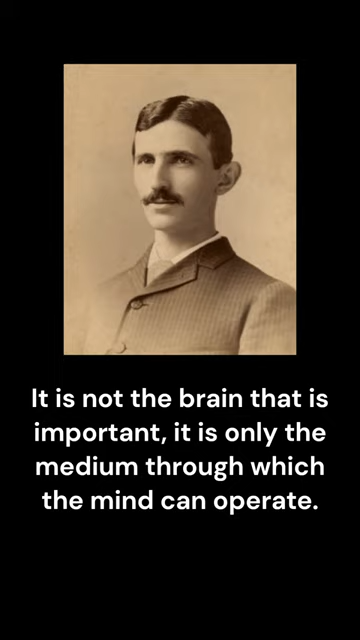 It is not the brain that is
important, it is only the
medium through which
the mind can operate.